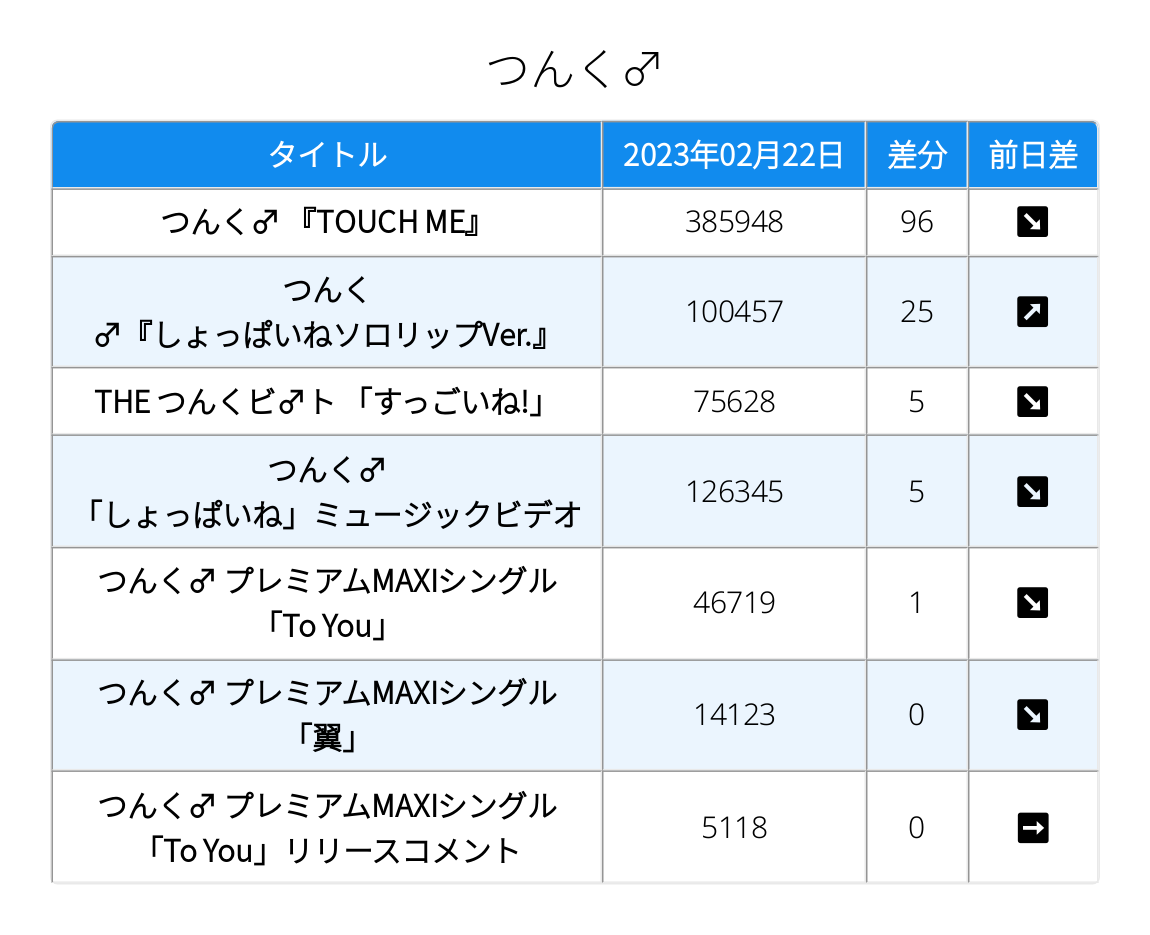 つんく♂
タイトル 2023年02月22日 差分 前日差
つんく♂ 『TOUCH ME』 385948 96 ↘
つんく
♂『しょっぱいねソロリップVer.』 100457 25 ↗
THE つんくビ♂ト 「すっごいね!」 75628 5 ↘
つんく♂
「しょっぱいね」ミュージックビデオ 126345 5 ↘
つんく♂ プレミアムMAXIシングル
「To You」 46719 1 ↘
つんく♂ プレミアムMAXIシングル
「翼」 14123 0 ↘
つんく♂ プレミアムMAXIシングル
「To You」リリースコメント 5118 0 →